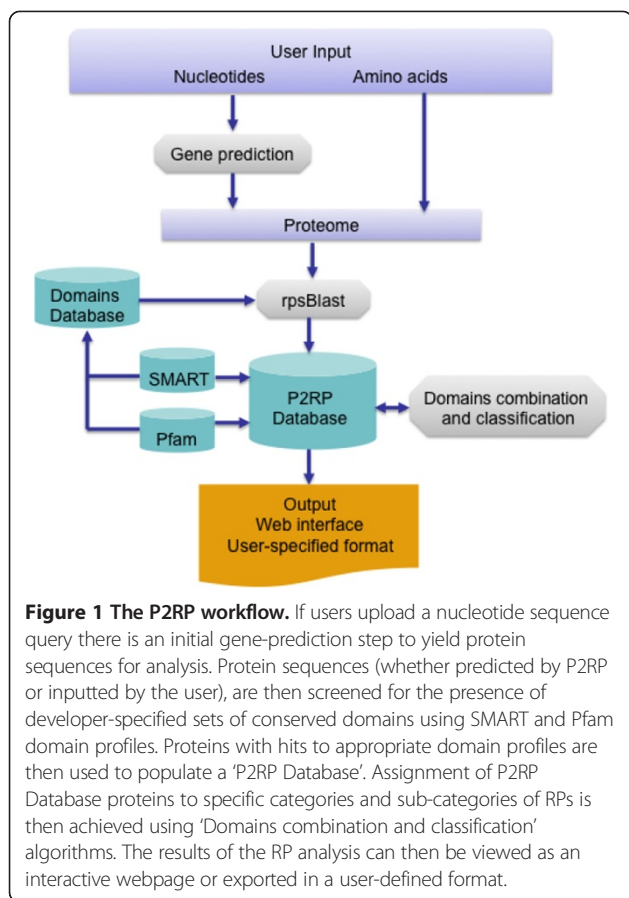 User Input
Nucleotides Amino acids
Gene prediction
Proteome
Domains
Database
rpsBlast
SMART
Pfam
P2RP
Database
Domains combination
and classification
Output
Web interface
User-specified format
Figure 1 The P2RP workflow. If users upload a nucleotide sequence
query there is an initial gene-prediction step to yield protein
sequences for analysis. Protein sequences (whether predicted by P2RP
or inputted by the user), are then screened for the presence of
developer-specified sets of conserved domains using SMART and Pfam
domain profiles. Proteins with hits to appropriate domain profiles are
then used to populate a ‘P2RP Database’. Assignment of P2RP
Database proteins to specific categories and sub-categories of RPs is
then achieved using ‘Domains combination and classification’
algorithms. The results of the RP analysis can then be viewed as an
interactive webpage or exported in a user-defined format.